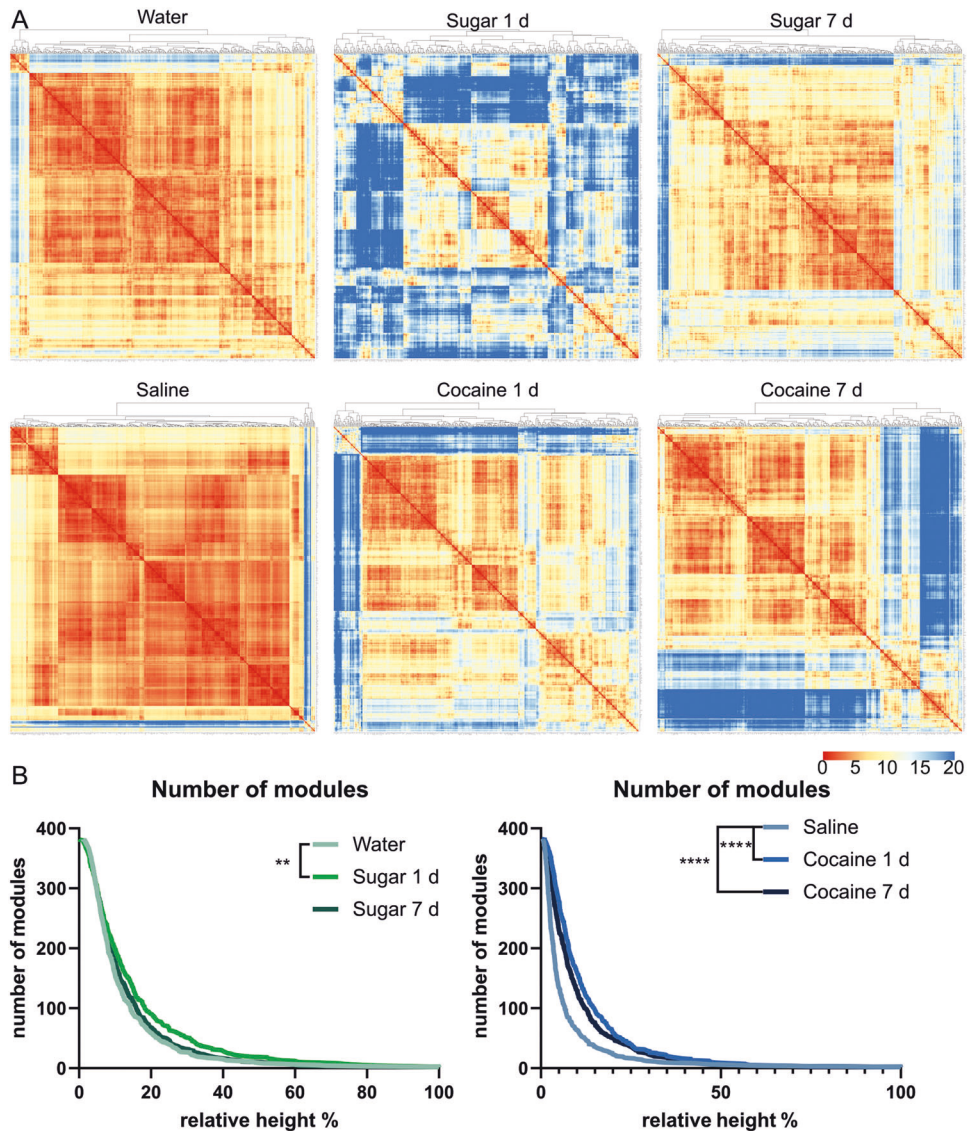 A
Water
Sugar 1 d
Sugar 7 d
Saline
Cocaine 1 d
Cocaine 7 d
0 5 10 15 20
B
Number of modules
400
300
200
100
0
number of modules
0 20 40 60 80 100
relative height %
**
Water
Sugar 1 d
Sugar 7 d
Number of modules
400
300
200
100
0
number of modules
0 50 100
relative height %
****
****
Saline
Cocaine 1 d
Cocaine 7 d